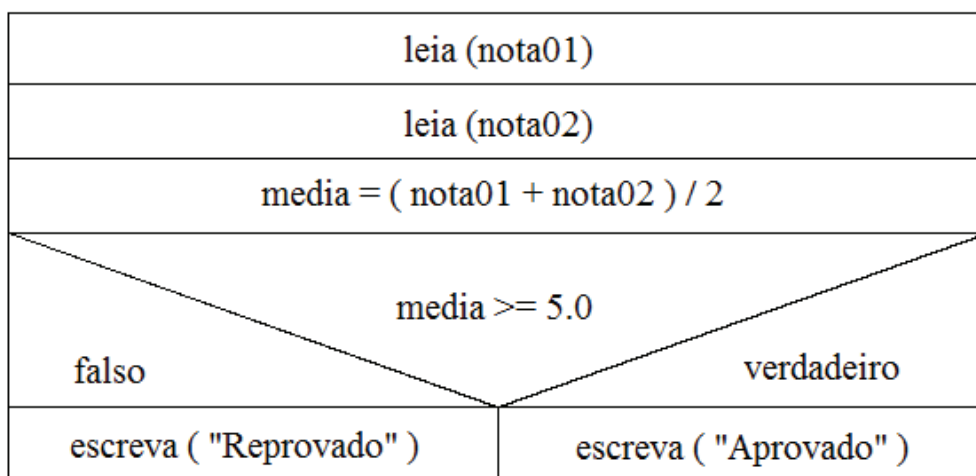 leia (nota01)
leia (nota02)
media = ( nota01 + nota02 ) / 2
media >= 5.0
falso
verdadeiro
escreva ( "Reprovado" )
escreva ( "Aprovado" )